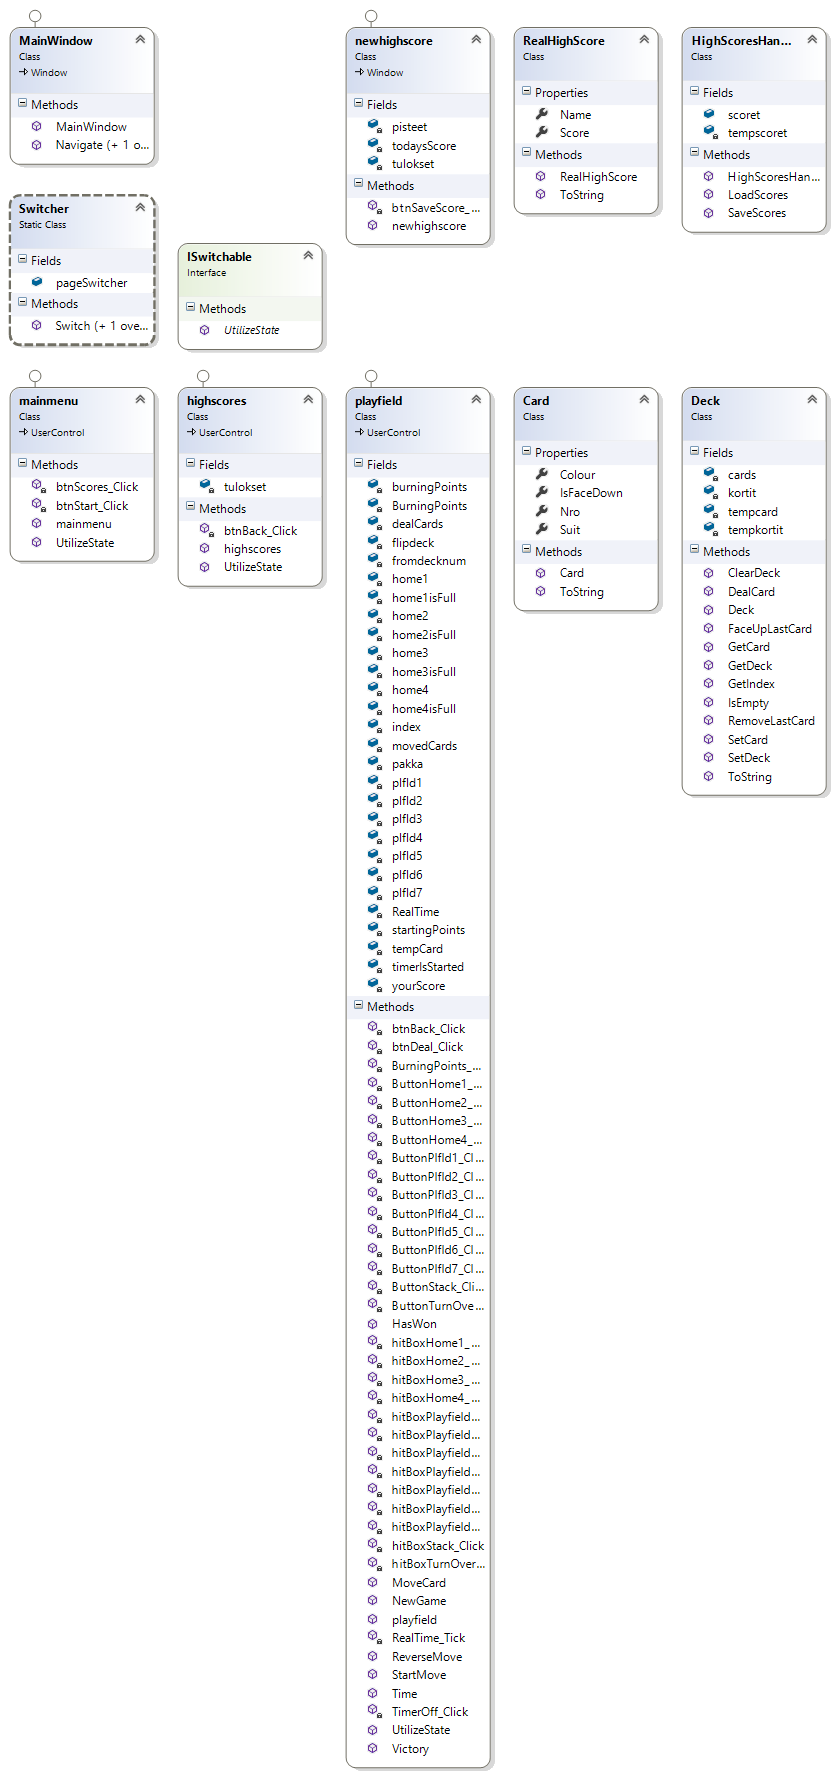 MainWindow
Class
Window
Methods
MainWindow
Navigate (+ 1 o...
newhighscore
Class
Window
Fields
pisteet
todaysScore
tulokset
Methods
btnSaveScore_...
newhighscore
RealHighScore
Class
Properties
Name
Score
Methods
RealHighScore
ToString
HighScoresHan...
Class
Fields
scoret
tempscoret
Methods
HighScoresHan...
LoadScores
SaveScores
Switcher
Static Class
Fields
pageSwitcher
Methods
Switch (+ 1 ove...
ISwitchable
Interface
Methods
UtilizeState
mainmenu
Class
UserControl
Methods
btnScores_Click
btnStart_Click
mainmenu
UtilizeState
highscores
Class
UserControl
Fields
tulokset
Methods
btnBack_Click
highscores
UtilizeState
playfield
Class
UserControl
Fields
burningPoints
BurningPoints
dealCards
flipdeck
fromdecknum
home1
home1isFull
home2
home2isFull
home3
home3isFull
home4
home4isFull
index
movedCards
pakka
plfld1
plfld2
plfld3
plfld4
plfld5
plfld6
plfld7
RealTime
startingPoints
tempCard
timerIsStarted
yourScore
Methods
btnBack_Click
btnDeal_Click
BurningPoints_...
ButtonHome1_...
ButtonHome2_...
ButtonHome3_...
ButtonHome4_...
ButtonPlfld1_Cl...
ButtonPlfld2_Cl...
ButtonPlfld3_Cl...
ButtonPlfld4_Cl...
ButtonPlfld5_Cl...
ButtonPlfld6_Cl...
ButtonPlfld7_Cl...
ButtonStack_Cli...
ButtonTurnOve...
HasWon
hitBoxHome1_...
hitBoxHome2_...
hitBoxHome3_...
hitBoxHome4_...
hitBoxPlayfield...
hitBoxPlayfield...
hitBoxPlayfield...
hitBoxPlayfield...
hitBoxPlayfield...
hitBoxPlayfield...
hitBoxPlayfield...
hitBoxStack_Click
hitBoxTurnOver...
MoveCard
NewGame
playfield
RealTime_Tick
ReverseMove
StartMove
Time
TimerOff_Click
UtilizeState
Victory
Card
Class
Properties
Colour
IsFaceDown
Nro
Suit
Methods
Card
ToString
Deck
Class
Fields
cards
kortit
tempcard
tempkortit
Methods
ClearDeck
DealCard
Deck
FaceUpLastCard
GetCard
GetDeck
GetIndex
IsEmpty
RemoveLastCard
SetCard
SetDeck
ToString